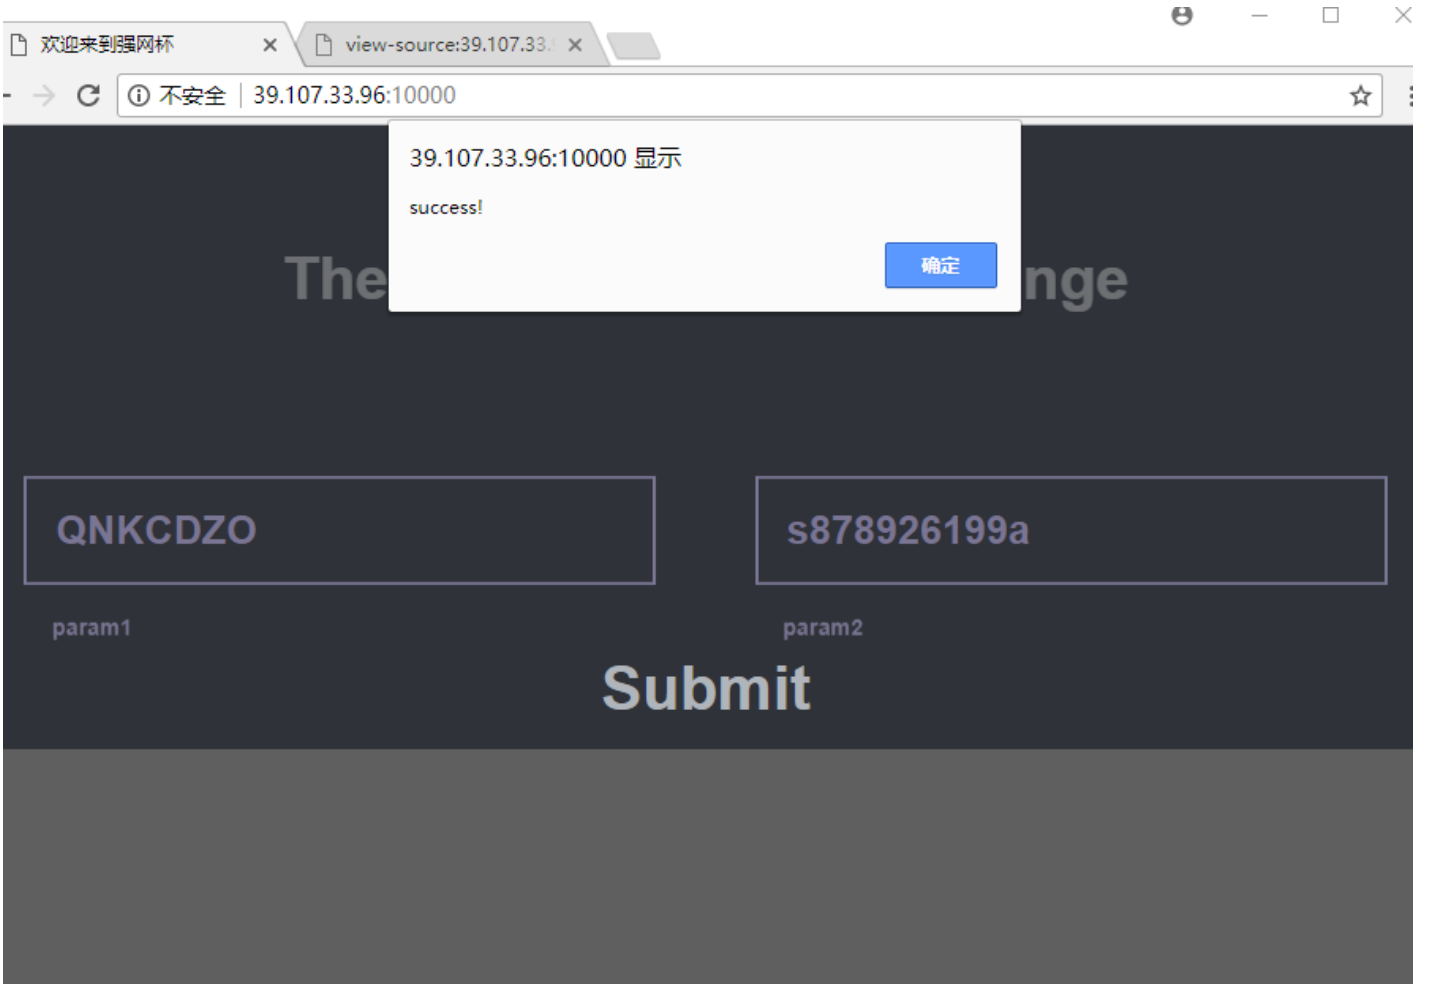 欢迎来到强网杯
view-source:39.107.33.
不安全 39.107.33.96:10000
39.107.33.96:10000 显示
success!
确定
The nge
QNKCDZO s878926199a
param1 param2
Submit